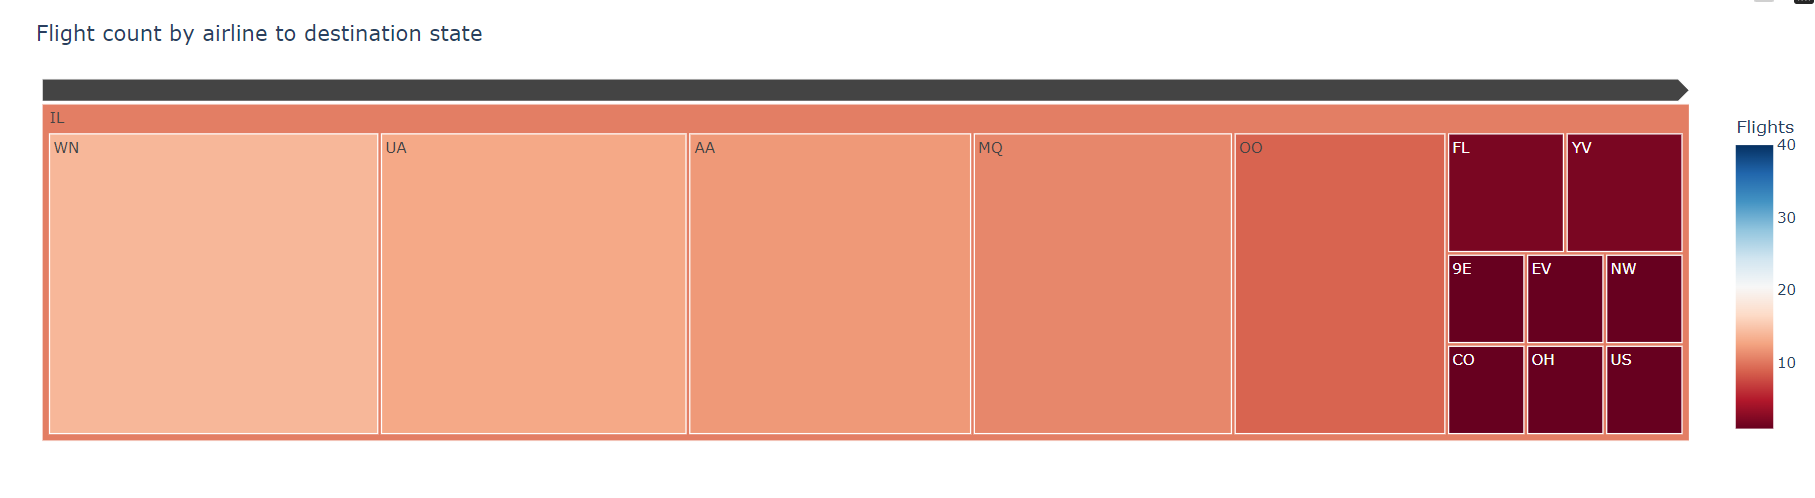 Flight count by airline to destination state
IL
WN UA AA MQ OO FL YV
9E EV NW
CO OH US
Flights
40
30
20
10